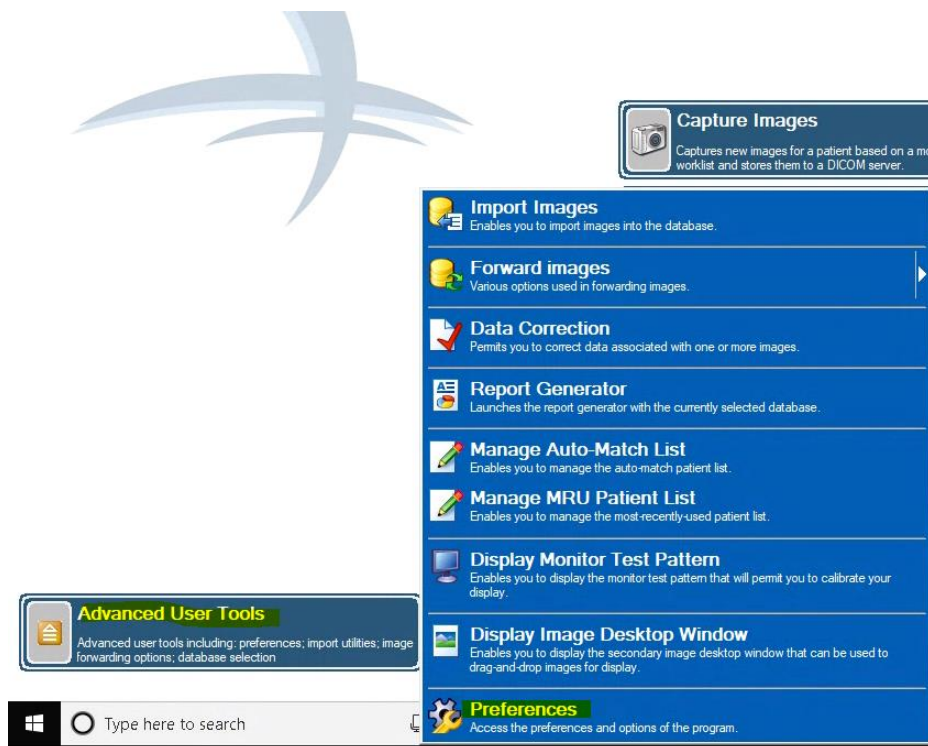 Capture Images
Captures new images for a patient based on a
worklist and stores them to a DICOM server.
Import Images
Enables you to import images into the database.
Forward images
Various options used in forwarding images.
Data Correction
Permits you to correct data associated with one or more images.
Report Generator
Launches the report generator with the currently selected database.
Manage Auto-Match List
Enables you to manage the auto-match patient list.
Manage MRU Patient List
Enables you to manage the most-recently-used patient list.
Display Monitor Test Pattern
Enables you to display the monitor test pattern that will permit you to calibrate your
display.
Display Image Desktop Window
Enables you to display the secondary image desktop window that can be used to
drag-and-drop images for display.
Preferences
Access the preferences and options of the program.
Advanced User Tools
Advanced user tools including: preferences; import utilities; image
forwarding options; database selection
Type here to search